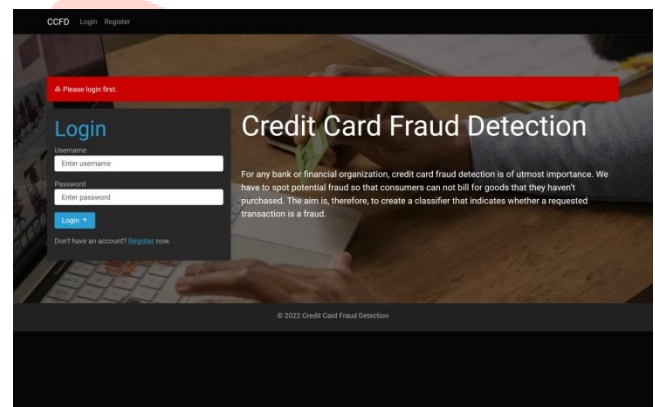 CCFD Login Register
Please login first.
Login
Username
Enter username
Password
Enter password
Login
Don't have an account? Register now.
Credit Card Fraud Detection
For any bank or financial organization, credit card fraud detection is of utmost importance. We
have to spot potential fraud so that consumers can not bill for goods that they haven't
purchased. The aim is, therefore, to create a classifier that indicates whether a requested
transaction is a fraud.
© 2022 Credit Card Fraud Detection